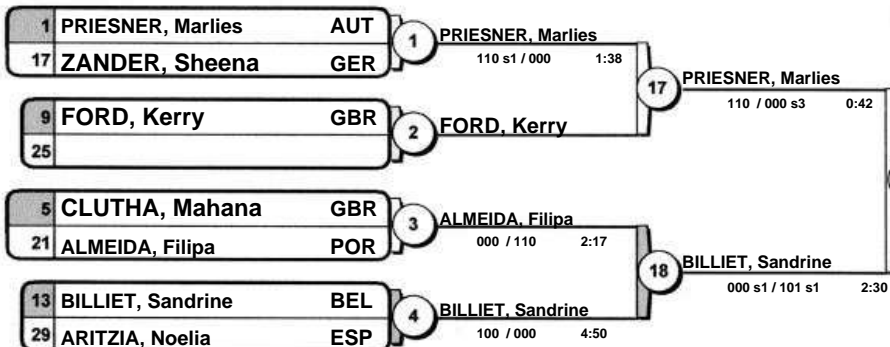 1 PRIESNER, Marlies AUT
17 ZANDER, Sheena GER
1 PRIESNER, Marlies
110 s1 / 000 1:38
9 FORD, Kerry GBR
25
2 FORD, Kerry
17 PRIESNER, Marlies
110 / 000 s3 0:42
5 CLUTHA, Mahana GBR
21 ALMEIDA, Filipa POR
3 ALMEIDA, Filipa
000 / 110 2:17
13 BILLIET, Sandrine BEL
29 ARITZIA, Noelia ESP
4 BILLIET, Sandrine
100 / 000 4:50
18 BILLIET, Sandrine
000 s1 / 101 s1 2:30